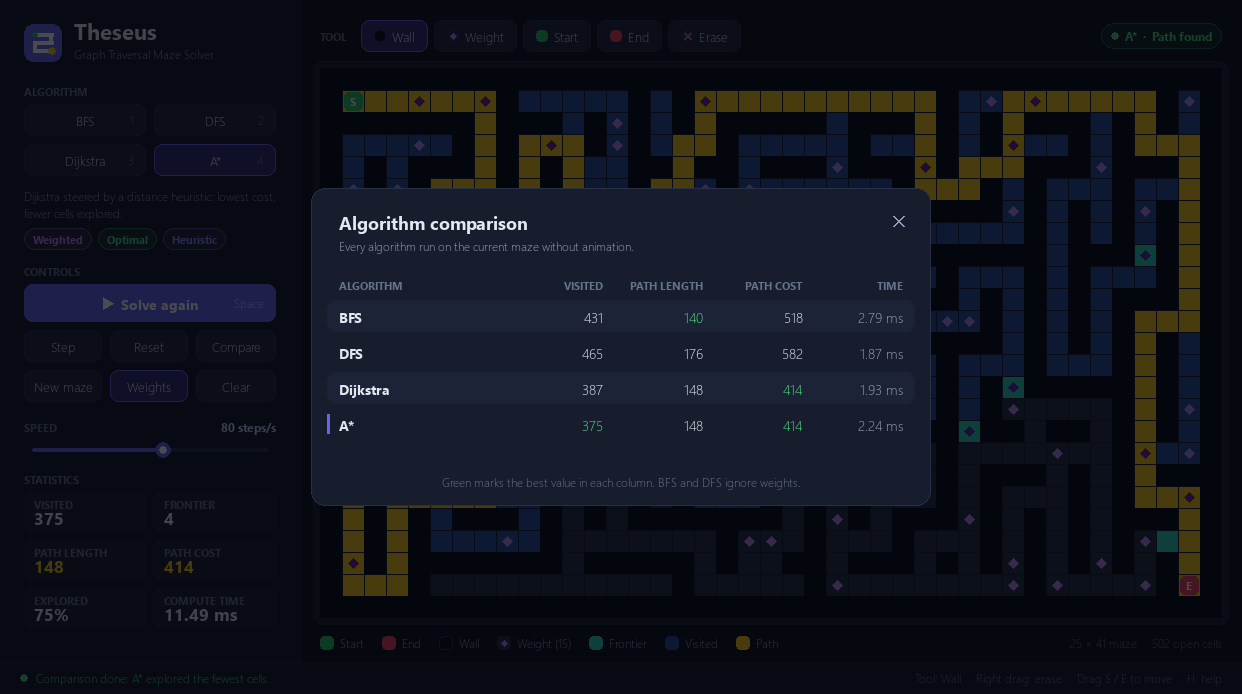 Theseus
Graph Traversal Maze Solver
ALGORITHM
BFS 1
DFS 2
Dijkstra 3
A* 4
Dijkstra steered by a distance heuristic: lowest cost,
fewer cells explored.
Weighted Optimal Heuristic
CONTROLS
Solve again Space
Step Reset Compare
New maze Weights Clear
SPEED 80 steps/s
STATISTICS
VISITED
375
FRONTIER
4
PATH LENGTH
148
PATH COST
414
EXPLORED
75%
COMPUTE TIME
11.49 ms
TOOL Wall Weight Start End Erase
A* · Path found
S
Algorithm comparison
Every algorithm run on the current maze without animation.
ALGORITHM VISITED PATH LENGTH PATH COST TIME
BFS 431 140 518 2.79 ms
DFS 465 176 582 1.87 ms
Dijkstra 387 148 414 1.93 ms
A* 375 148 414 2.24 ms
Green marks the best value in each column. BFS and DFS ignore weights.
E
Start End Wall Weight (15) Frontier Visited Path
25 × 41 maze · 502 open cells
Comparison done: A* explored the fewest cells.
Tool: Wall · Right drag: erase · Drag S / E to move · H: help